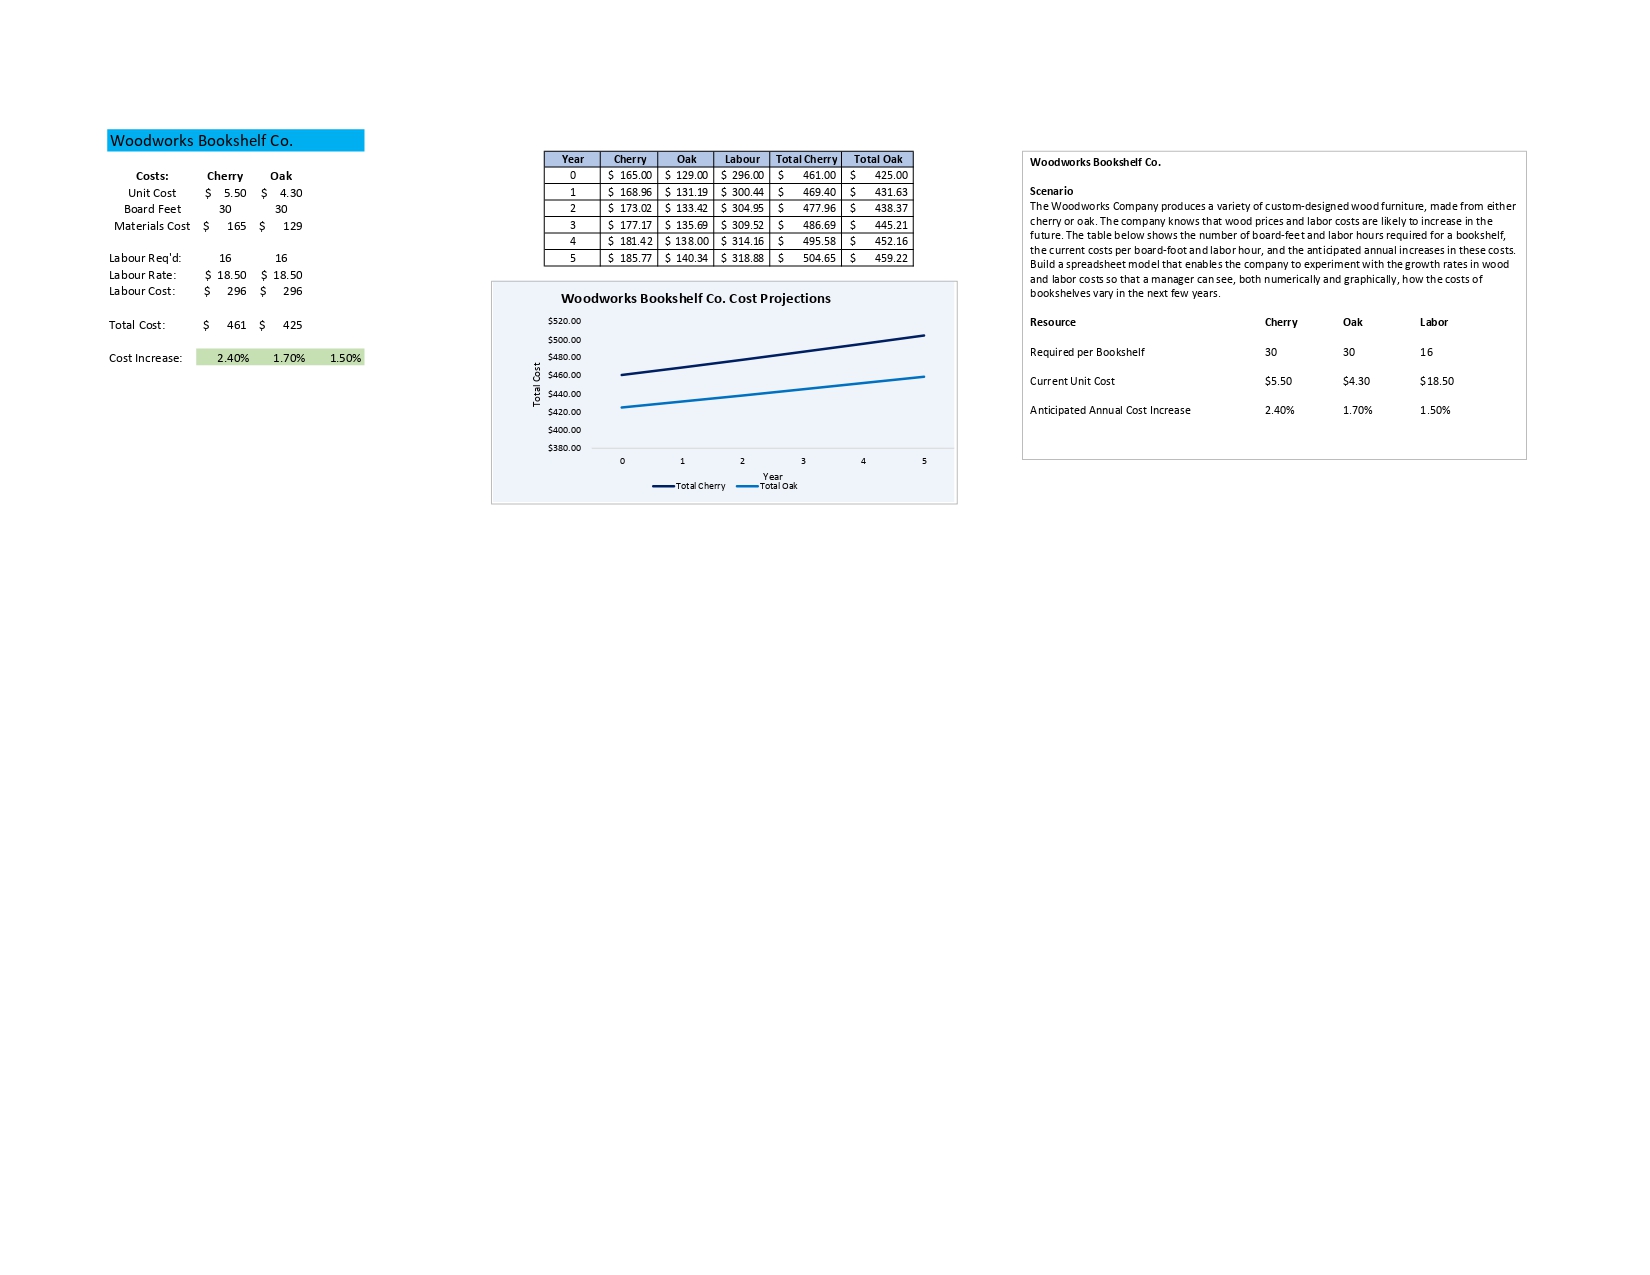 Woodworks Bookshelf Co.
Costs: Cherry Oak
Unit Cost $ 5.50 $ 4.30
Board Feet 30 30
Materials Cost $ 165 $ 129
Labour Req'd: 16 16
Labour Rate: $ 18.50 $ 18.50
Labour Cost: $ 296 $ 296
Total Cost: $ 461 $ 425
Cost Increase: 2.40% 1.70% 1.50%
Year Cherry Oak Labour Total Cherry Total Oak
0 $ 165.00 $ 129.00 $ 296.00 $ 461.00 $ 425.00
1 $ 168.96 $ 131.19 $ 300.44 $ 469.40 $ 431.63
2 $ 173.02 $ 133.42 $ 304.95 $ 477.96 $ 438.37
3 $ 177.17 $ 135.69 $ 309.52 $ 486.69 $ 445.21
4 $ 181.42 $ 138.00 $ 314.16 $ 495.58 $ 452.16
5 $ 185.77 $ 140.34 $ 318.88 $ 504.65 $ 459.22
Woodworks Bookshelf Co. Cost Projections
Total Cost
$520.00
$500.00
$480.00
$460.00
$440.00
$420.00
$400.00
$380.00
0 1 2 3 4 5
Year
Total Cherry Total Oak
Woodworks Bookshelf Co.
Scenario
The Woodworks Company produces a variety of custom-designed wood furniture, made from either
cherry or oak. The company knows that wood prices and labor costs are likely to increase in the
future. The table below shows the number of board-feet and labor hours required for a bookshelf,
the current costs per board-foot and labor hour, and the anticipated annual increases in these costs.
Build a spreadsheet model that enables the company to experiment with the growth rates in wood
and labor costs so that a manager can see, both numerically and graphically, how the costs of
bookshelves vary in the next few years.
Resource Cherry Oak Labor
Required per Bookshelf 30 30 16
Current Unit Cost $5.50 $4.30 $18.50
Anticipated Annual Cost Increase 2.40% 1.70% 1.50%